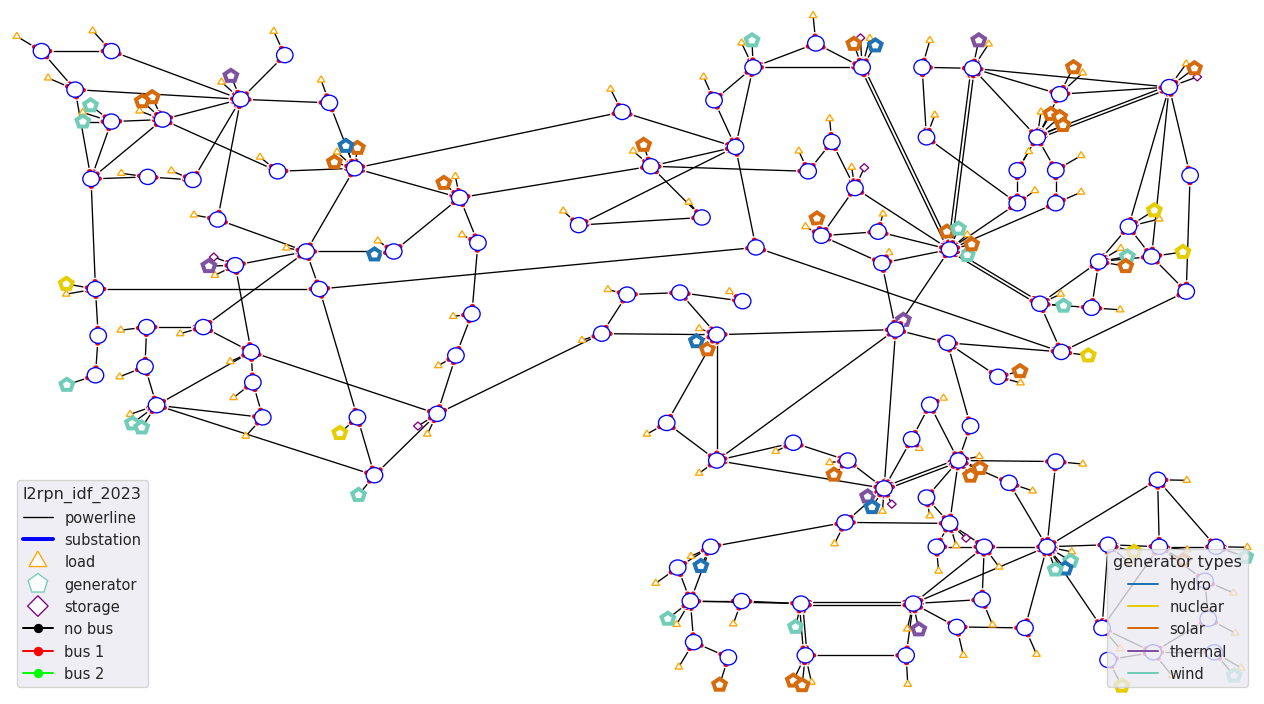 l2rpn_idf_2023
powerline
substation
load
generator
storage
no bus
bus 1
bus 2
generator types
hydro
nuclear
solar
thermal
wind